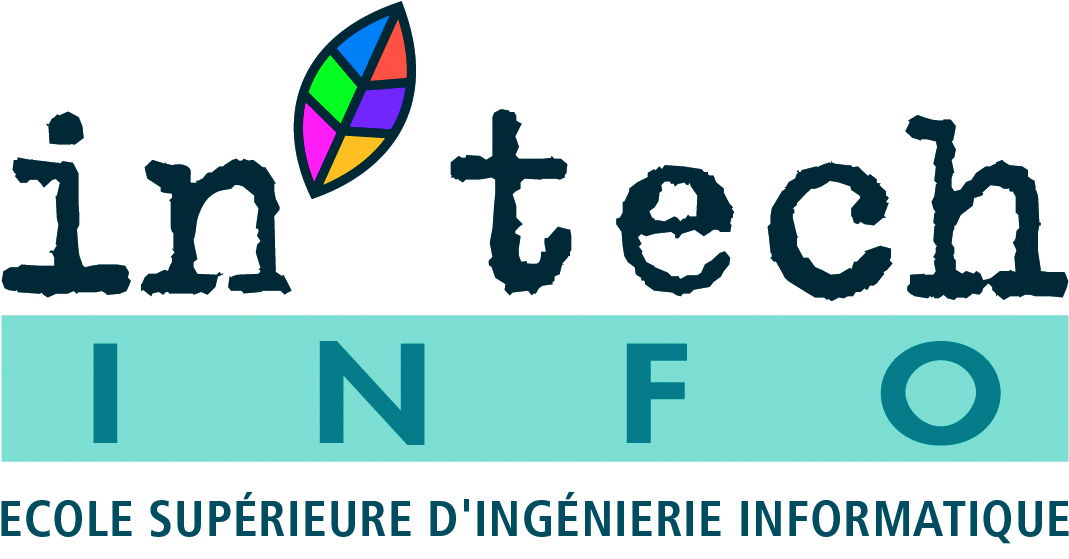 in'tech
INFO
ECOLE SUPÉRIEURE D'INGÉNIERIE INFORMATIQUE